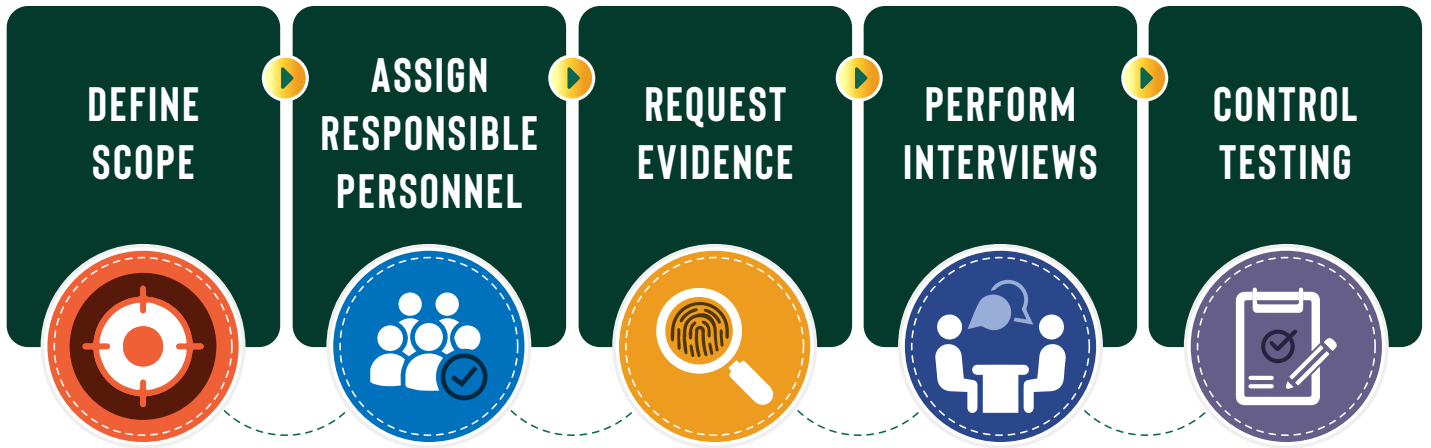 DEFINE
SCOPE
ASSIGN
RESPONSIBLE
PERSONNEL
REQUEST
EVIDENCE
PERFORM
INTERVIEWS
CONTROL
TESTING